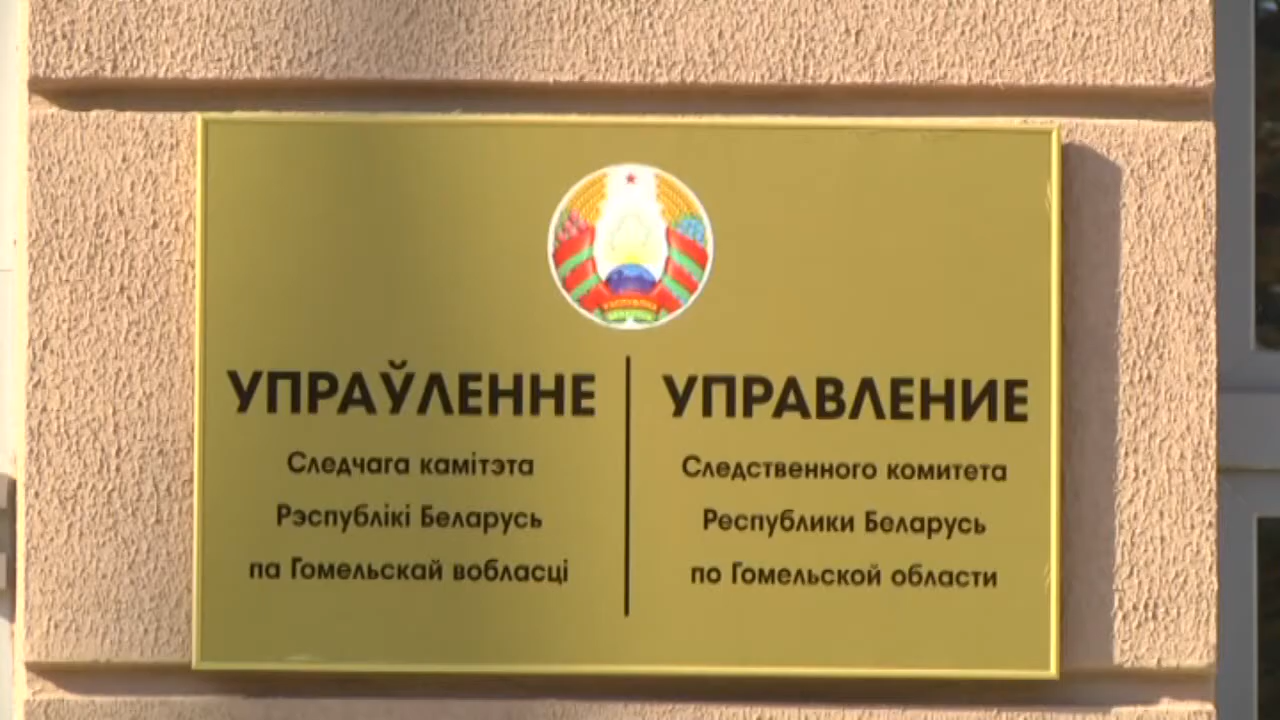 УПРАЎЛЕННЕ
Следчага камітэта
Рэспублікі Беларусь
па Гомельскай вобласці
УПРАВЛЕНИЕ
Следственного комитета
Республики Беларусь
по Гомельской области